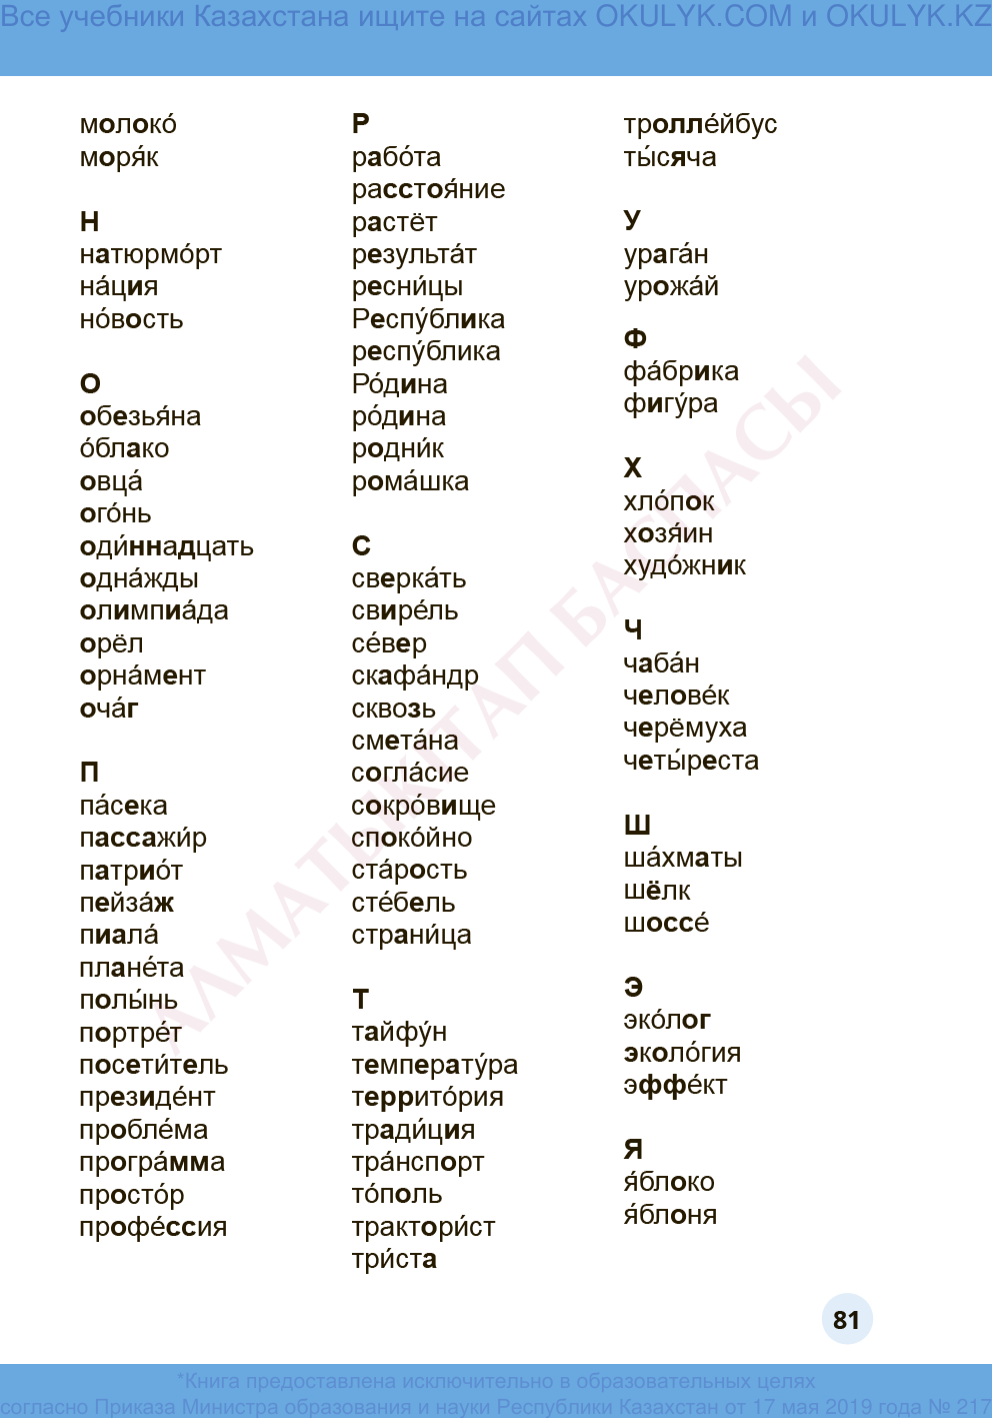 Все учебники Казахстана ищите на сайтах OKULYK.COM и OKULYK.KZ
молоко́
моря́к
Н
натюрмо́рт
на́ция
но́вость
О
обезья́на
о́блако
овца́
ого́нь
оди́ннадцать
одна́жды
олимпиа́да
орёл
орна́мент
оча́г
П
па́сека
пассажи́р
патрио́т
пейза́ж
пиала́
плане́та
полы́нь
портре́т
посети́тель
президе́нт
пробле́ма
програ́мма
просто́р
профе́ссия
Р
рабо́та
расстоя́ние
растёт
результа́т
ресни́цы
Респу́блика
респу́блика
Ро́дина
ро́дина
родни́к
рома́шка
С
сверка́ть
свире́ль
се́вер
скафа́ндр
сквозь
смета́на
согла́сие
сокро́вище
споко́йно
ста́рость
сте́бель
страни́ца
Т
тайфу́н
температу́ра
террито́рия
тради́ция
тра́нспорт
то́поль
трактори́ст
три́ста
тролле́йбус
ты́сяча
У
урага́н
урожа́й
Ф
фа́брика
фигу́ра
Х
хло́пок
хозя́ин
худо́жник
Ч
чаба́н
челове́к
черёмуха
четы́реста
Ш
ша́хматы
шёлк
шоссе́
Э
эко́лог
эколо́гия
эффе́кт
Я
я́блоко
я́блоня
АЛМАТЫКІТАП БАСПАСЫ
81
*Книга предоставлена исключительно в образовательных целях
согласно Приказа Министра образования и науки Республики Казахстан от 17 мая 2019 года № 217